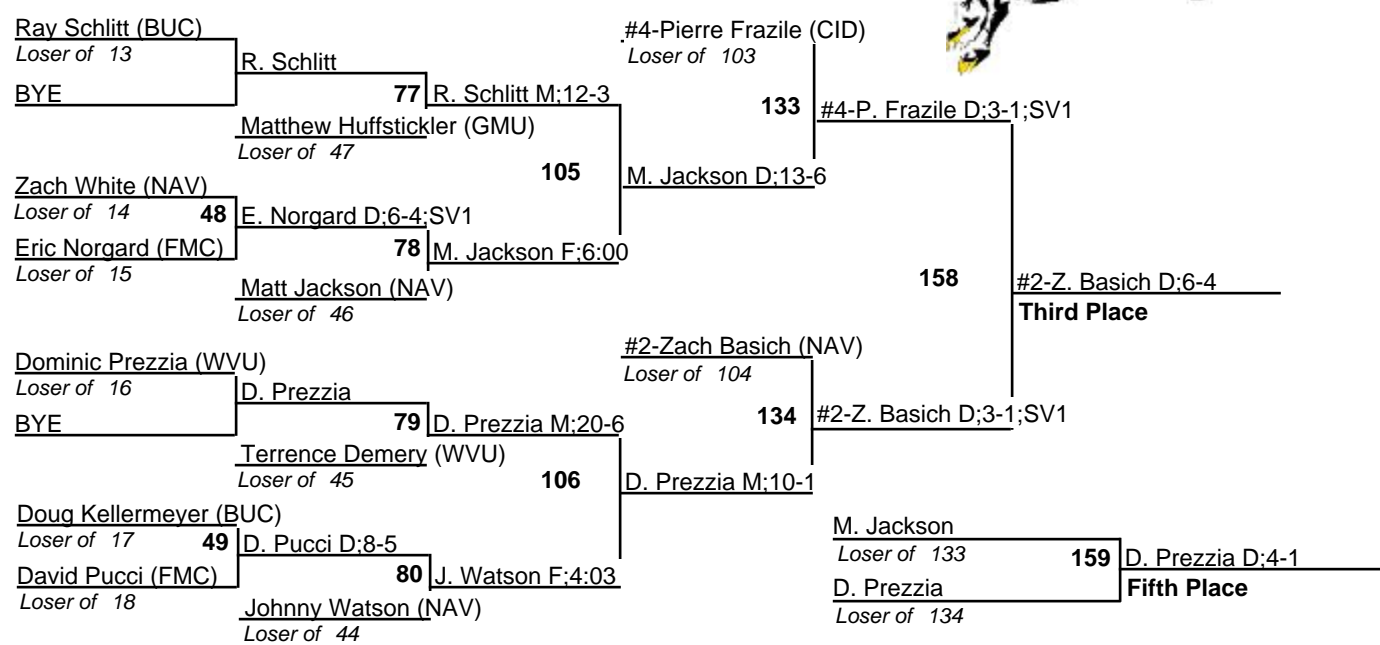 Ray Schlitt (BUC)
Loser of 13
BYE
R. Schlitt
77
Matthew Huffstickler (GMU)
Loser of 47
R. Schlitt M;12-3
Zach White (NAV)
Loser of 14
48
Eric Norgard (FMC)
Loser of 15
E. Norgard D;6-4;SV1
78
Matt Jackson (NAV)
Loser of 46
M. Jackson F;6:00
105
M. Jackson D;13-6
#4-Pierre Frazile (CID)
Loser of 103
133
#4-P. Frazile D;3-1;SV1
Dominic Prezzia (WVU)
Loser of 16
BYE
D. Prezzia
79
Terrence Demery (WVU)
Loser of 45
D. Prezzia M;20-6
Doug Kellermeyer (BUC)
Loser of 17
49
David Pucci (FMC)
Loser of 18
D. Pucci D;8-5
80
Johnny Watson (NAV)
Loser of 44
J. Watson F;4:03
106
D. Prezzia M;10-1
#2-Zach Basich (NAV)
Loser of 104
134
#2-Z. Basich D;3-1;SV1
158
#2-Z. Basich D;6-4
Third Place
M. Jackson
Loser of 133
159
D. Prezzia
Loser of 134
D. Prezzia D;4-1
Fifth Place